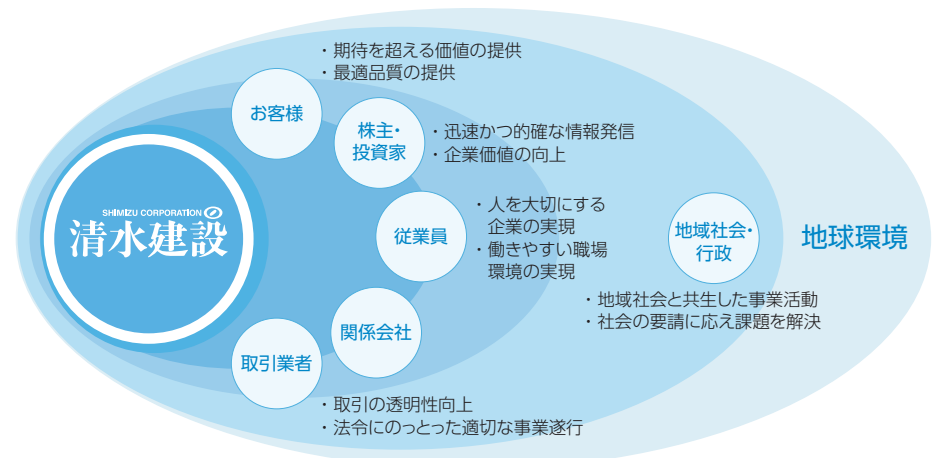 ・期待を超える価値の提供
・最適品質の提供
お客様
株主・
投資家
・迅速かつ的確な情報発信
・企業価値の向上
SHIMIZU CORPORATION
清水建設
従業員
・人を大切にする
企業の実現
・働きやすい職場
環境の実現
地域社会・
行政
地球環境
・地域社会と共生した事業活動
・社会の要請に応え課題を解決
関係会社
取引業者
・取引の透明性向上
・法令にのっとった適切な事業遂行